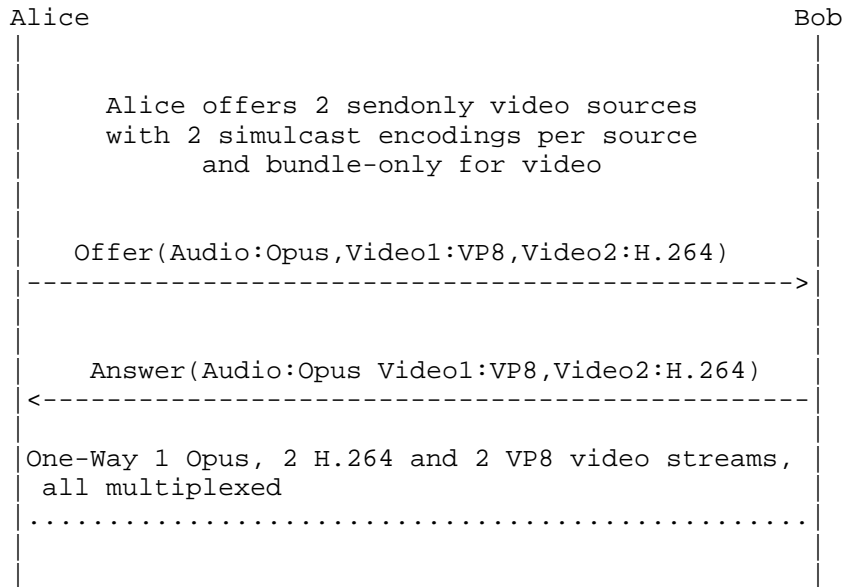 Alice Bob
Alice offers 2 sendonly video sources
with 2 simulcast encodings per source
and bundle-only for video
Offer(Audio:Opus,Video1:VP8,Video2:H.264)
Answer(Audio:Opus Video1:VP8,Video2:H.264)
One-Way 1 Opus, 2 H.264 and 2 VP8 video streams,
all multiplexed